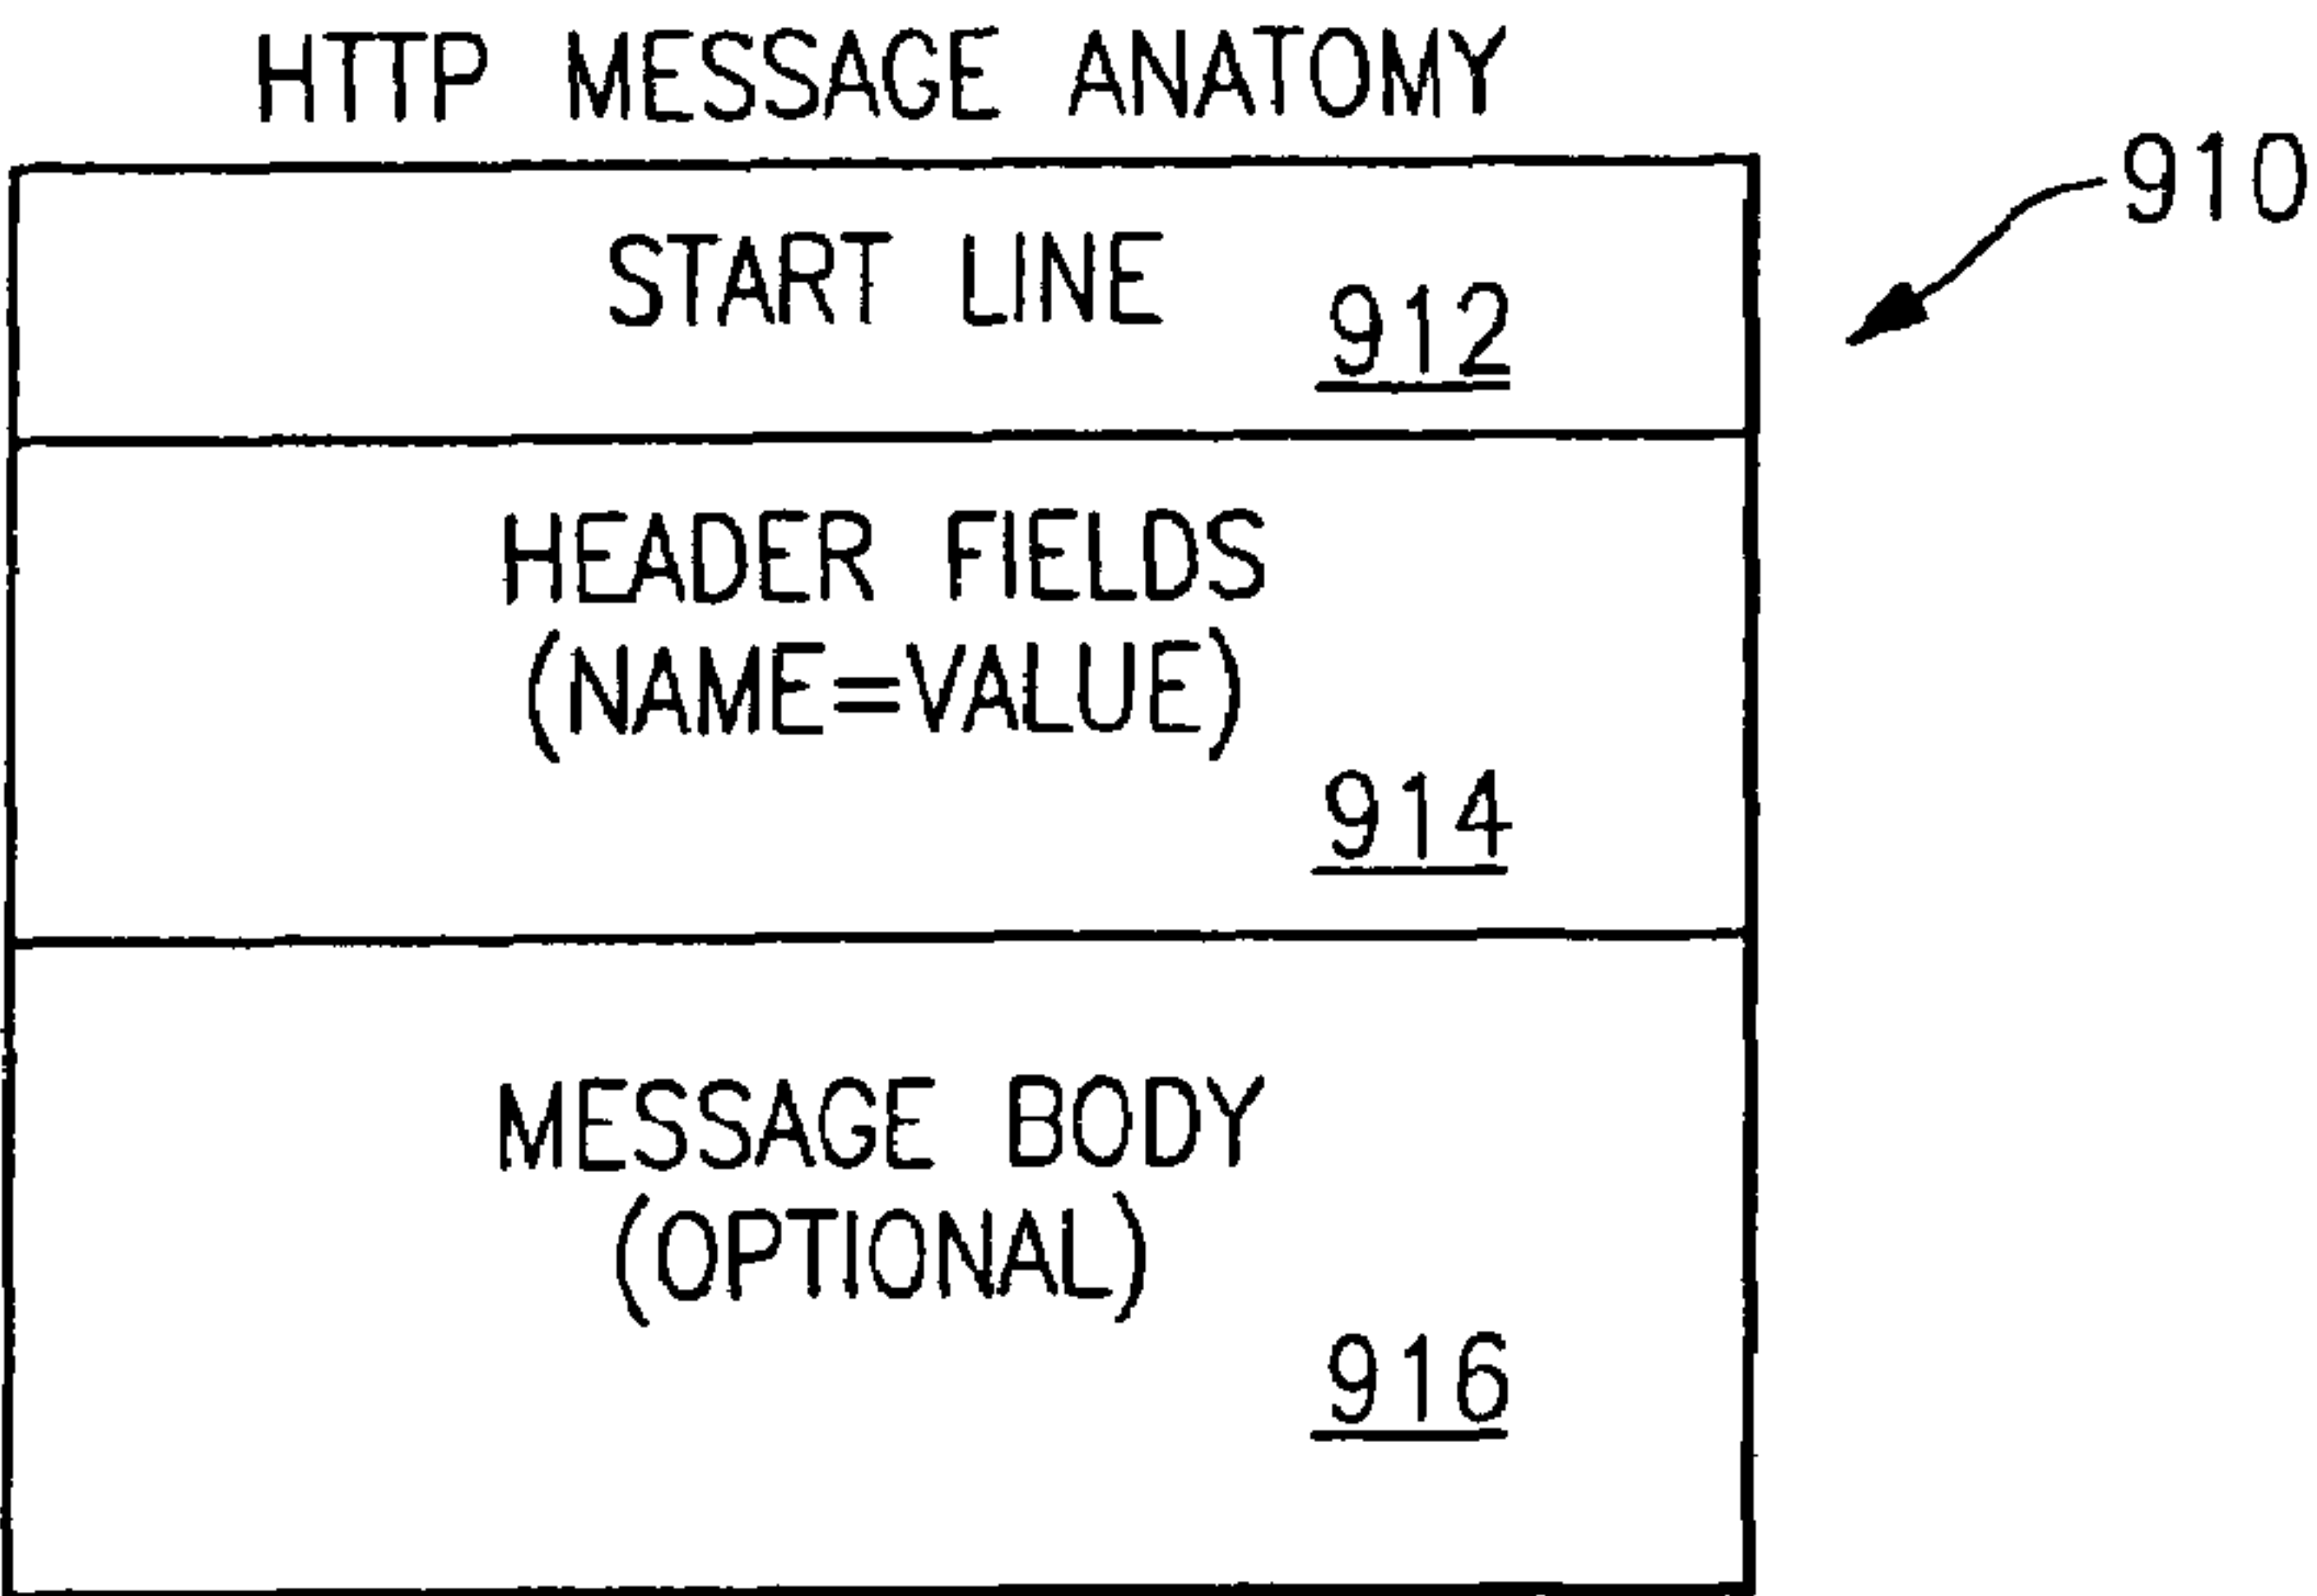 HTTP MESSAGE ANATOMY
910
START LINE
912
HEADER FIELDS
(NAME=VALUE)
914
MESSAGE BODY
(OPTIONAL)
916